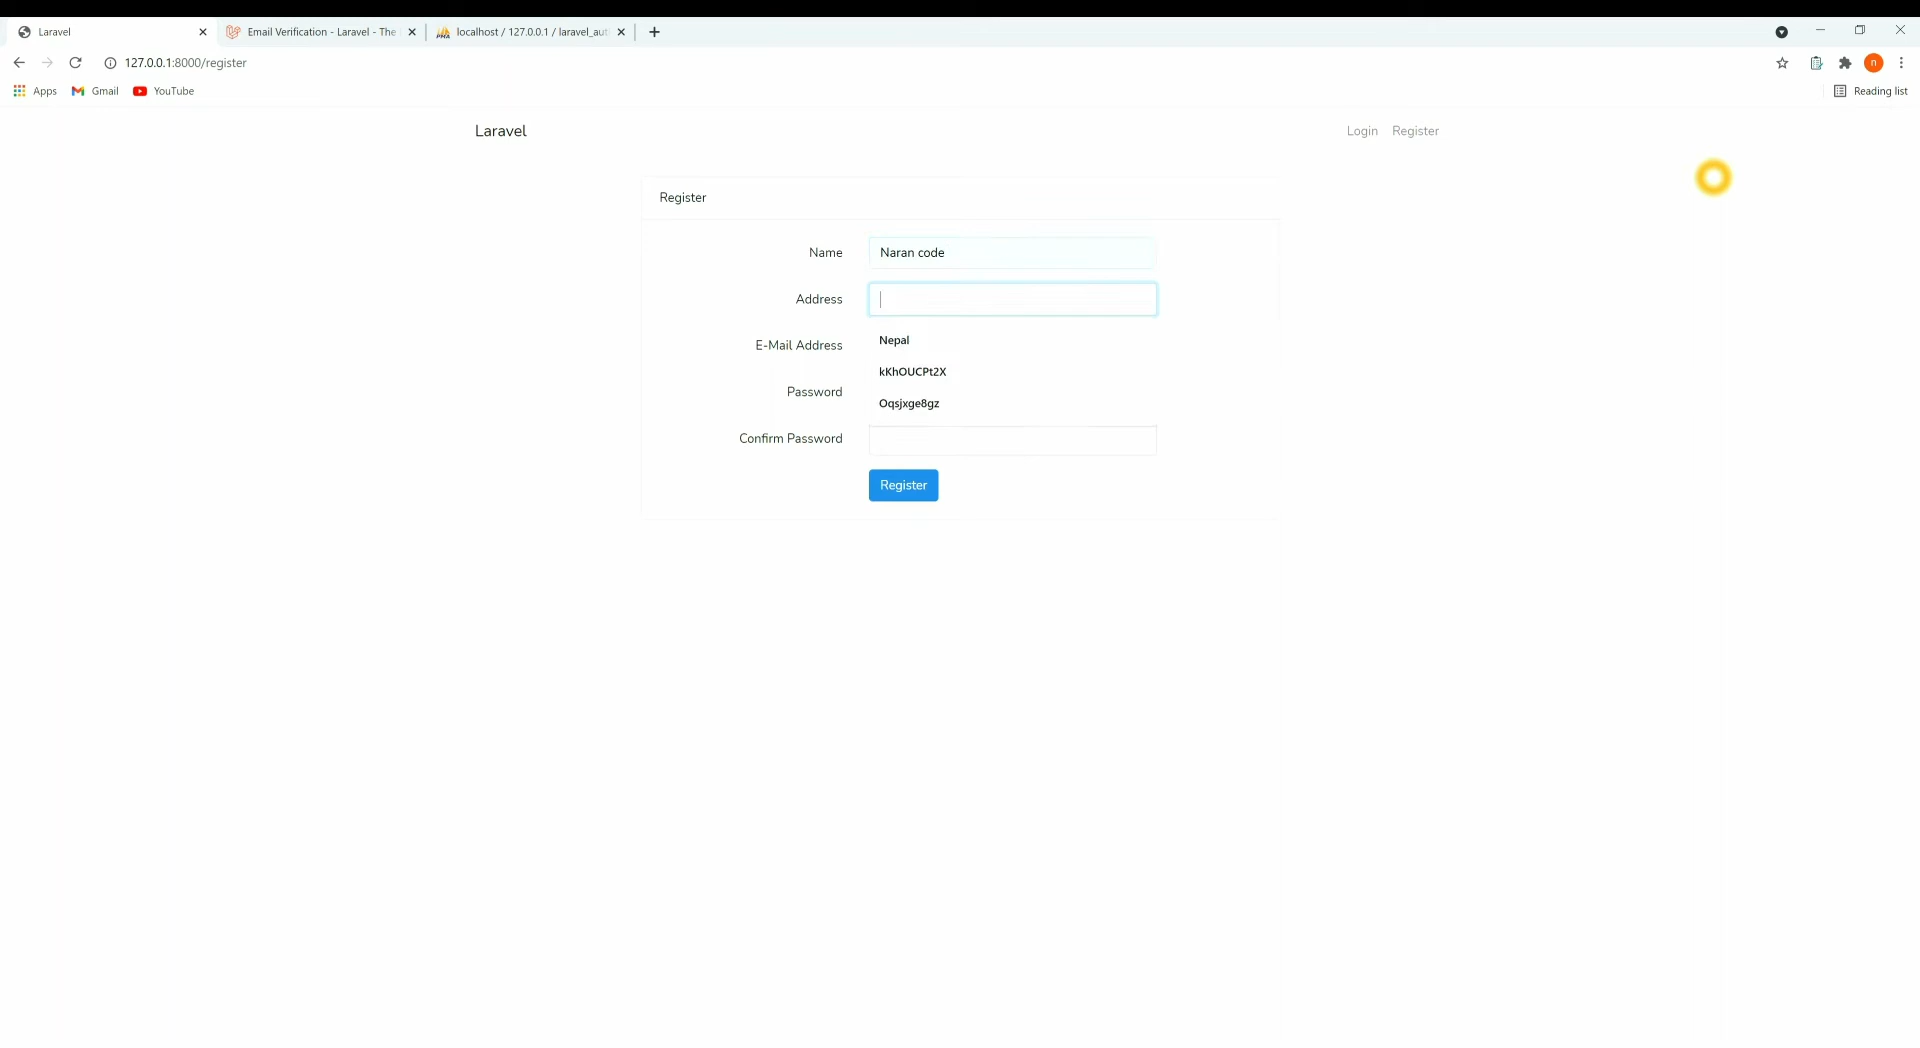 Laravel
Email Verification - Laravel - The
localhost / 127.0.0.1 / laravel_aut
127.0.0.1:8000/register
n
Apps
Gmail
YouTube
Reading list
Laravel
Login
Register
Register
Name
Naran code
Address
E-Mail Address
Nepal
kKhOUCPt2X
Password
Oqsjxge8gz
Confirm Password
Register